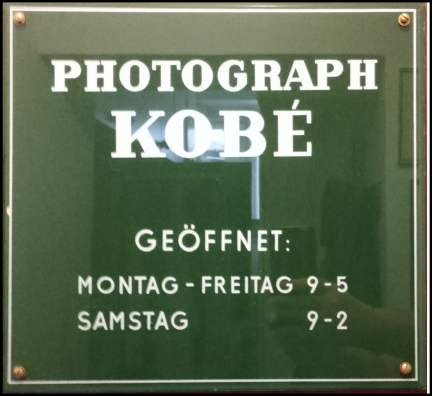 PHOTOGRAPH
KOBÉ
GEÖFFNET:
MONTAG - FREITAG 9 - 5
SAMSTAG 9 - 2